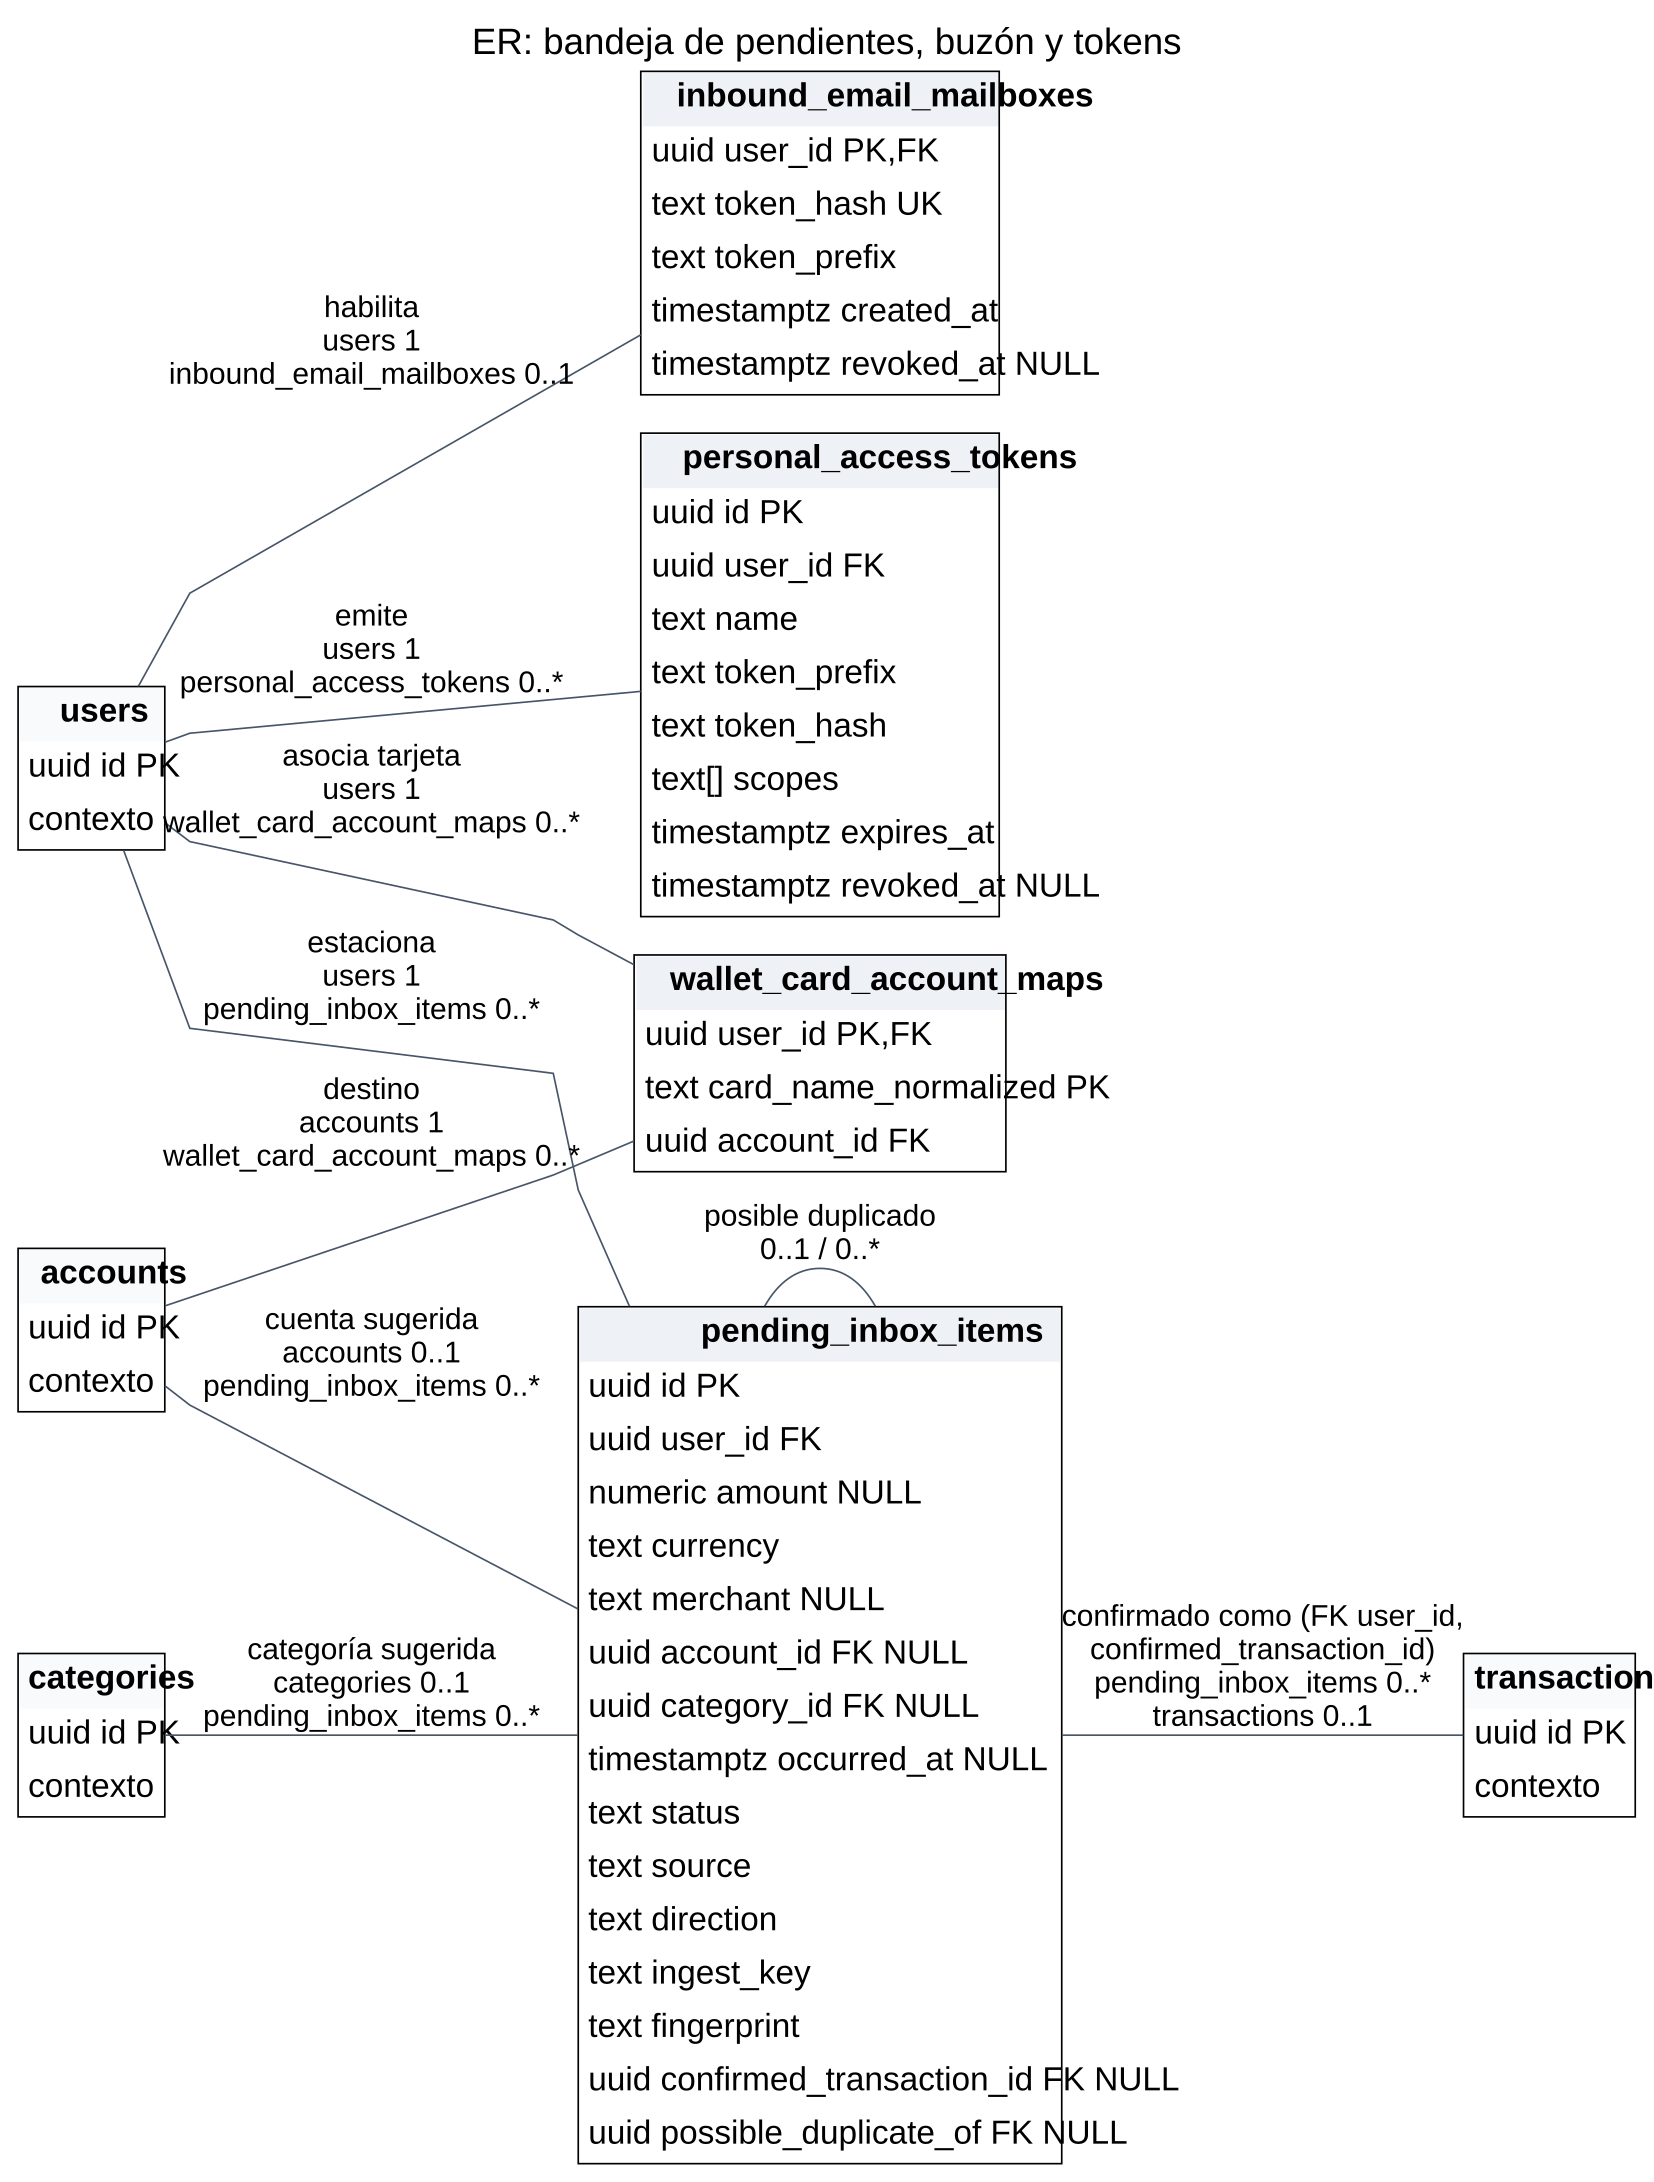 ER: bandeja de pendientes, buzón y tokens
inbound_email_mailboxes
uuid user_id PK,FK
text token_hash UK
text token_prefix
timestamptz created_at
timestamptz revoked_at NULL
habilita
users 1
inbound_email_mailboxes 0..1
personal_access_tokens
uuid id PK
uuid user_id FK
text name
text token_prefix
text token_hash
text[] scopes
timestamptz expires_at
timestamptz revoked_at NULL
emite
users 1
personal_access_tokens 0..*
users
uuid id PK
contexto
asocia tarjeta
users 1
wallet_card_account_maps 0..*
estaciona
users 1
pending_inbox_items 0..*
wallet_card_account_maps
uuid user_id PK,FK
text card_name_normalized PK
uuid account_id FK
destino
accounts 1
wallet_card_account_maps 0..*
posible duplicado
0..1 / 0..*
accounts
uuid id PK
contexto
cuenta sugerida
accounts 0..1
pending_inbox_items 0..*
pending_inbox_items
uuid id PK
uuid user_id FK
numeric amount NULL
text currency
text merchant NULL
uuid account_id FK NULL
uuid category_id FK NULL
timestamptz occurred_at NULL
text status
text source
text direction
text ingest_key
text fingerprint
uuid confirmed_transaction_id FK NULL
uuid possible_duplicate_of FK NULL
categories
uuid id PK
contexto
categoría sugerida
categories 0..1
pending_inbox_items 0..*
confirmado como (FK user_id,
confirmed_transaction_id)
pending_inbox_items 0..*
transactions 0..1
transaction
uuid id PK
contexto